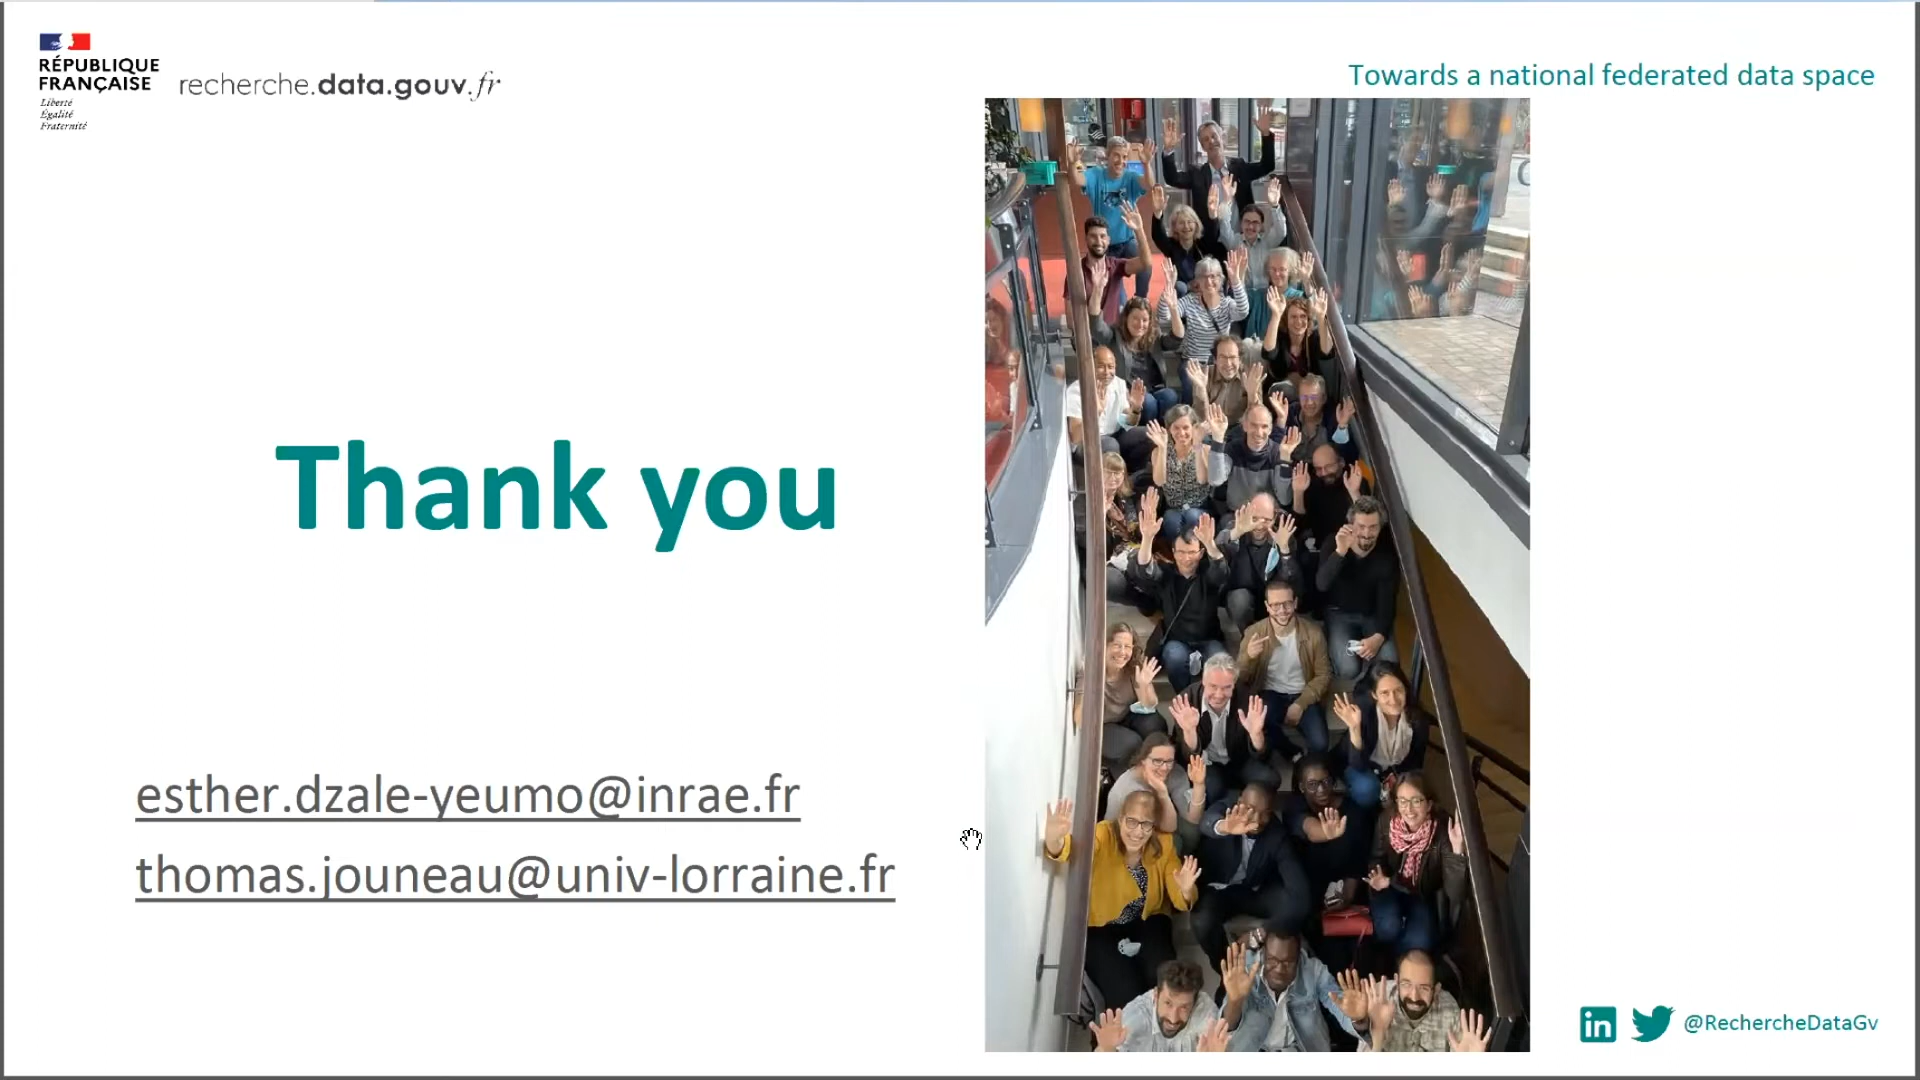 RÉPUBLIQUE
FRANÇAISE
Liberté
Égalité
Fraternité
recherche.data.gouv.fr
Towards a national federated data space
Thank you
esther.dzale-yeumo@inrae.fr
thomas.jouneau@univ-lorraine.fr
in
@RechercheDataGv